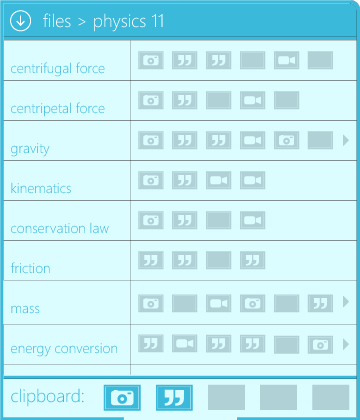 files > physics 11
centrifugal force
centripetal force
gravity
kinematics
conservation law
friction
mass
energy conversion
clipboard: